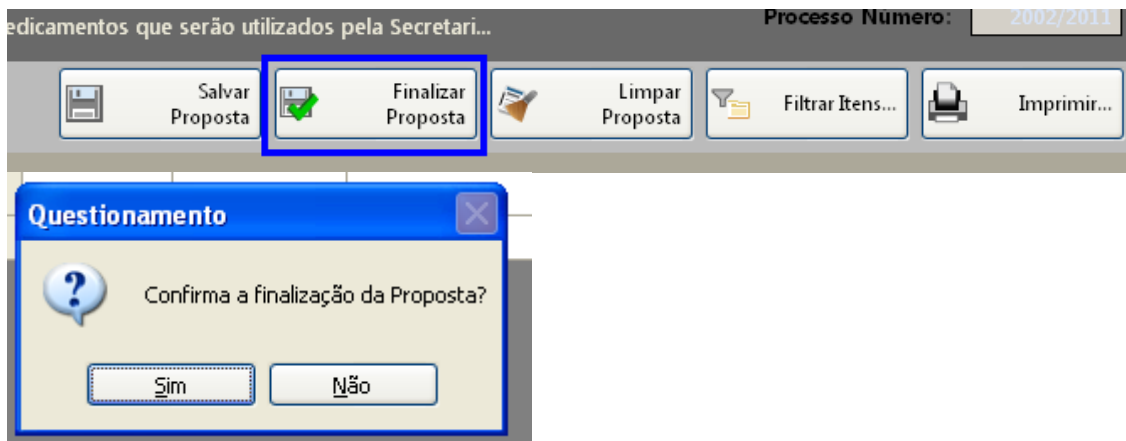 edicamentos que serão utilizados pela Secretari...
Processo Número: 2002/2011
Salvar
Proposta
Finalizar
Proposta
Limpar
Proposta
Filtrar Itens...
Imprimir...
Questionamento
Confirma a finalização da Proposta?
Sim
Não